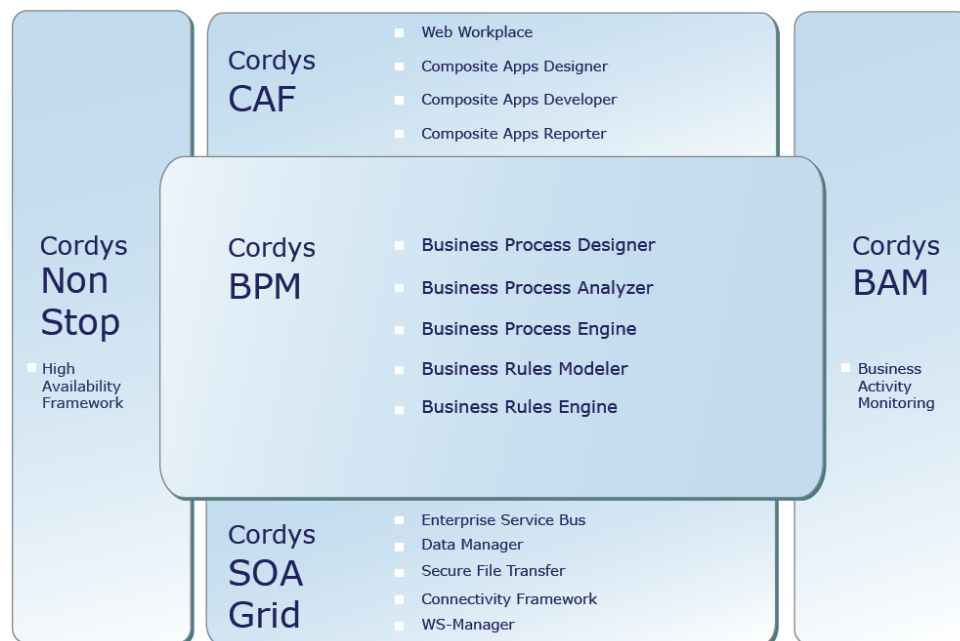 Cordys
CAF
Web Workplace
Composite Apps Designer
Composite Apps Developer
Composite Apps Reporter
Cordys
Non
Stop
High
Availability
Framework
Cordys
BPM
Business Process Designer
Business Process Analyzer
Business Process Engine
Business Rules Modeler
Business Rules Engine
Cordys
BAM
Business
Activity
Monitoring
Cordys
SOA
Grid
Enterprise Service Bus
Data Manager
Secure File Transfer
Connectivity Framework
WS-Manager